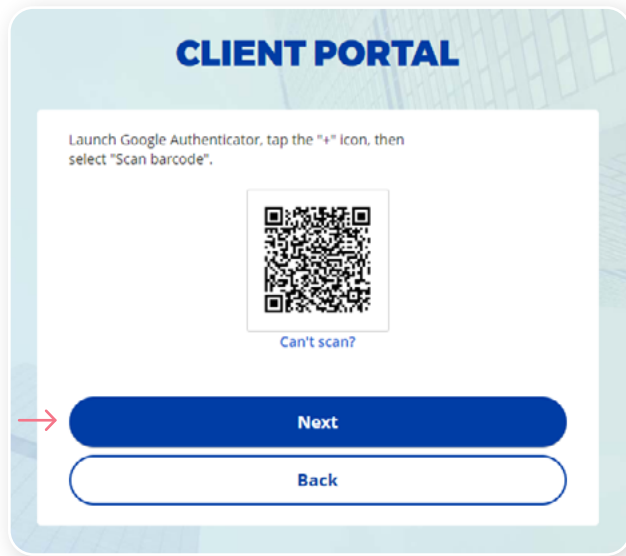 CLIENT PORTAL
Launch Google Authenticator, tap the "+" icon, then
select "Scan barcode".
Can't scan?
Next
Back